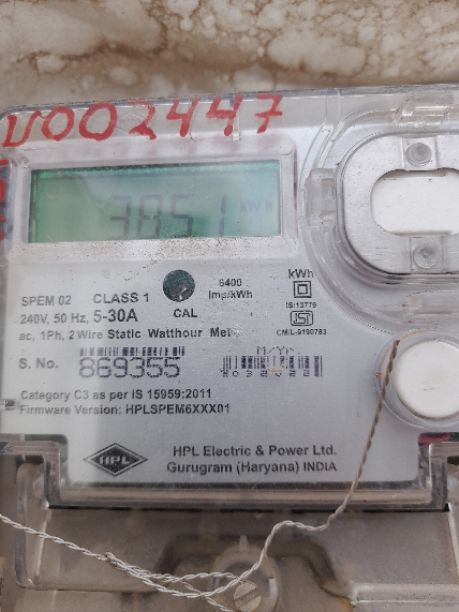 U002447
3851 kWh
6400
Imp/kWh
kWh
SPEM 02 CLASS 1
CAL
IS:13779
240V, 50 Hz, 5-30A
CM/L-9190783
ac, 1Ph, 2 Wire Static Watthour Mete
M/Yr.
S. No. 869355
Category C3 as per IS 15959:2011
Firmware Version: HPLSPEM6XXX01
HPL
HPL Electric & Power Ltd.
Gurugram (Haryana) INDIA